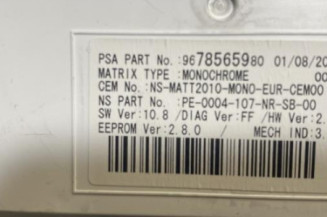 PSA PART No.:9678565980 01/08/20
MATRIX TYPE :MONOCHROME 00
CEM No.:NS-MATT2010-MONO-EUR-CEM00
NS PART No.:PE-0004-107-NR-SB-00
SW Ver:10.8 /DIAG Ver:FF /HW Ver:2.
EEPROM Ver:2.8.0 / MECH IND:3.